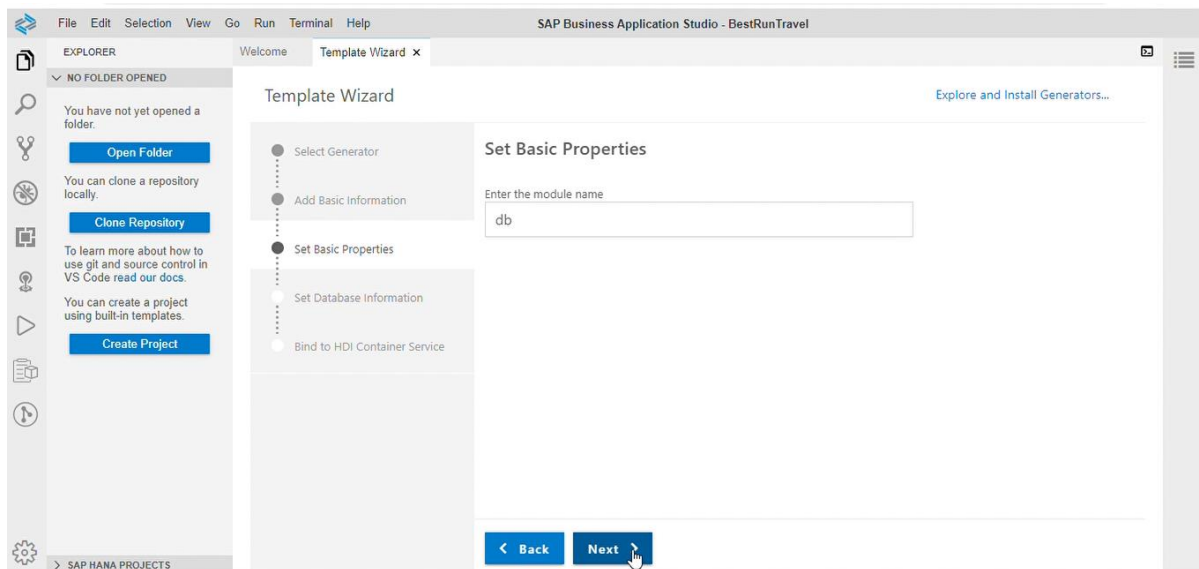 File Edit Selection View Go Run Terminal Help
SAP Business Application Studio - BestRunTravel
EXPLORER
NO FOLDER OPENED
You have not yet opened a
folder.
Open Folder
You can clone a repository
locally.
Clone Repository
To learn more about how to
use git and source control in
VS Code read our docs.
You can create a project
using built-in templates.
Create Project
SAP HANA PROJECTS
Welcome
Template Wizard ×
Template Wizard
Explore and Install Generators...
Select Generator
Add Basic Information
Set Basic Properties
Set Database Information
Bind to HDI Container Service
Set Basic Properties
Enter the module name
db
< Back
Next >